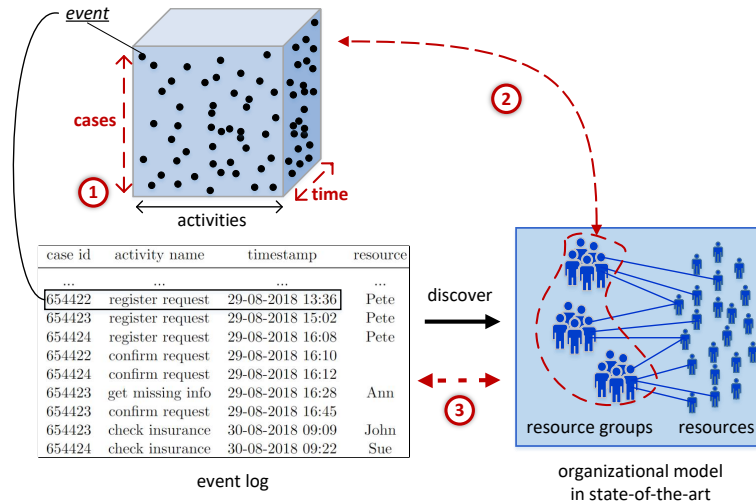 event
cases
time
activities
1
2
case id activity name timestamp resource
... ... ... ...
654422 register request 29-08-2018 13:36 Pete
654423 register request 29-08-2018 15:02 Pete
654424 register request 29-08-2018 16:08 Pete
654422 confirm request 29-08-2018 16:10
654424 confirm request 29-08-2018 16:12
654423 get missing info 29-08-2018 16:28 Ann
654423 confirm request 29-08-2018 16:45
654423 check insurance 30-08-2018 09:09 John
654424 check insurance 30-08-2018 09:22 Sue
event log
discover
3
resource groups resources
organizational model
in state-of-the-art